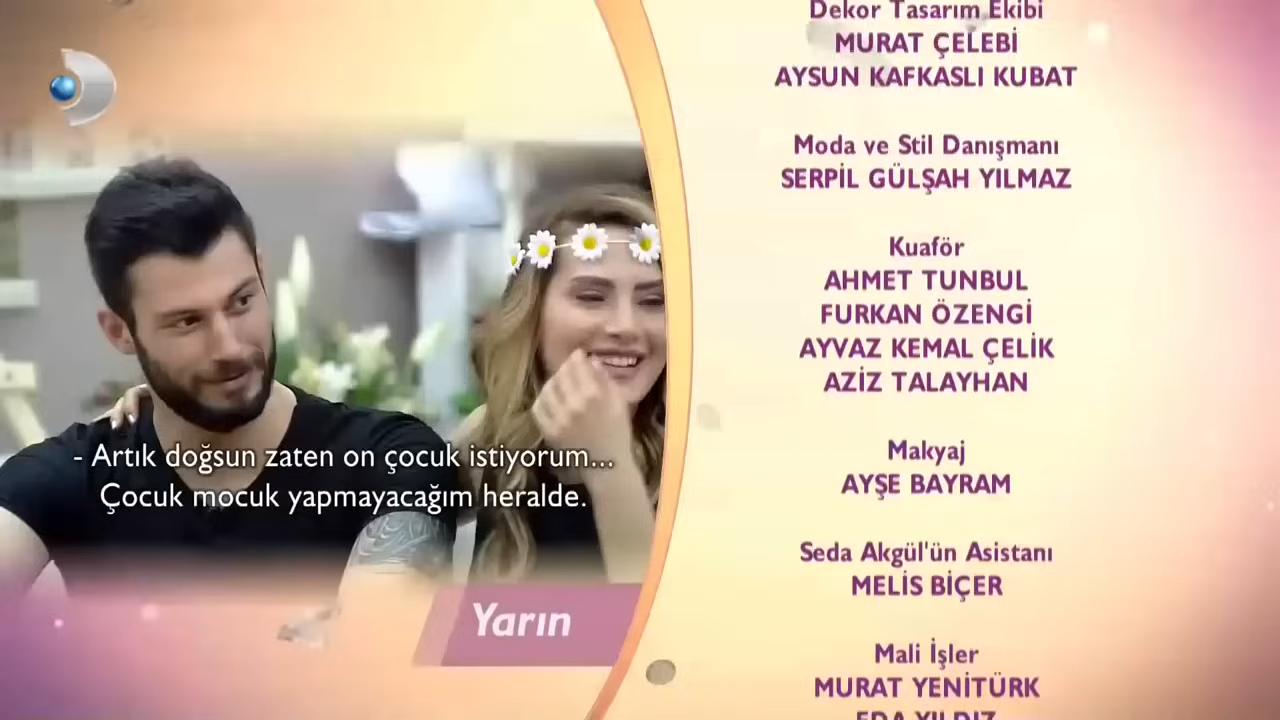 - Artık doğsun zaten on çocuk istiyorum...
Çocuk mocuk yapmayacağım heralde.
Yarın
Dekor Tasarım Ekibi
MURAT ÇELEBİ
AYSUN KAFKASLI KUBAT
Moda ve Stil Danışmanı
SERPİL GÜLŞAH YILMAZ
Kuaför
AHMET TUNBUL
FURKAN ÖZENGİ
AYVAZ KEMAL ÇELİK
AZİZ TALAYHAN
Makyaj
AYŞE BAYRAM
Seda Akgül'ün Asistanı
MELİS BİÇER
Mali İşler
MURAT YENİTÜRK
EDA YILDIZ